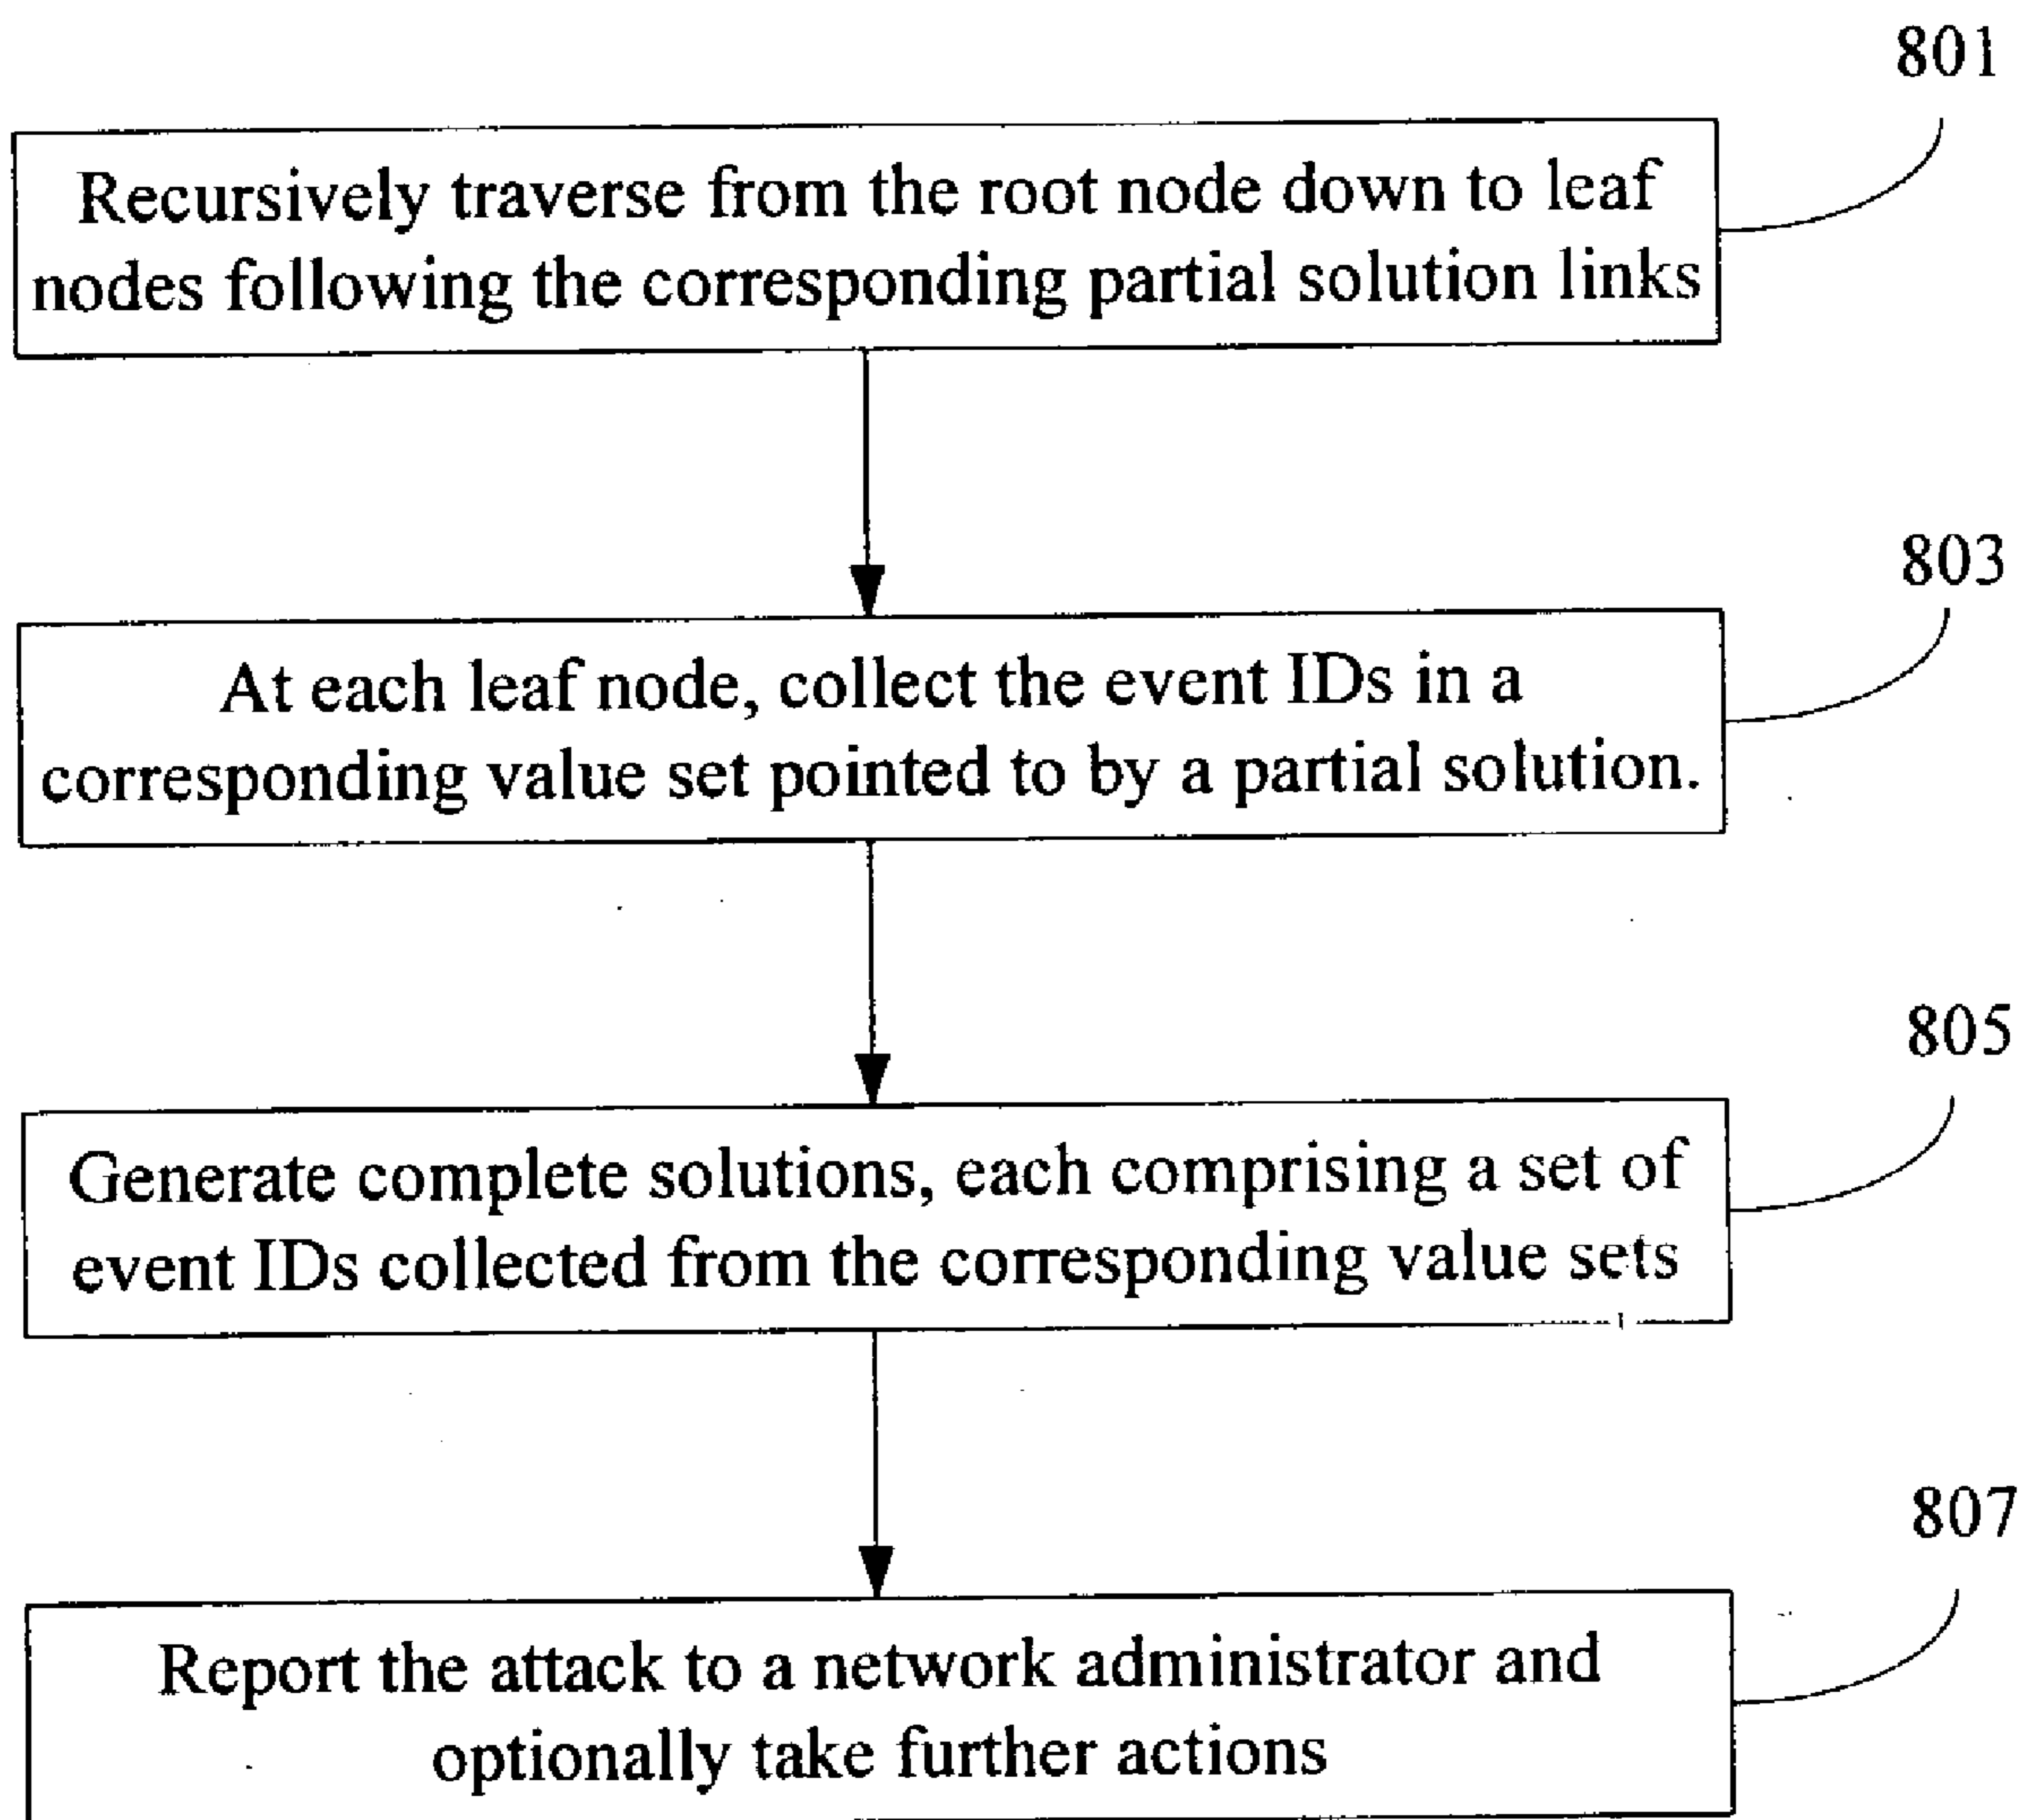 801
Recursively traverse from the root node down to leaf
nodes following the corresponding partial solution links
803
At each leaf node, collect the event IDs in a
corresponding value set pointed to by a partial solution.
805
Generate complete solutions, each comprising a set of
event IDs collected from the corresponding value sets
807
Report the attack to a network administrator and
optionally take further actions